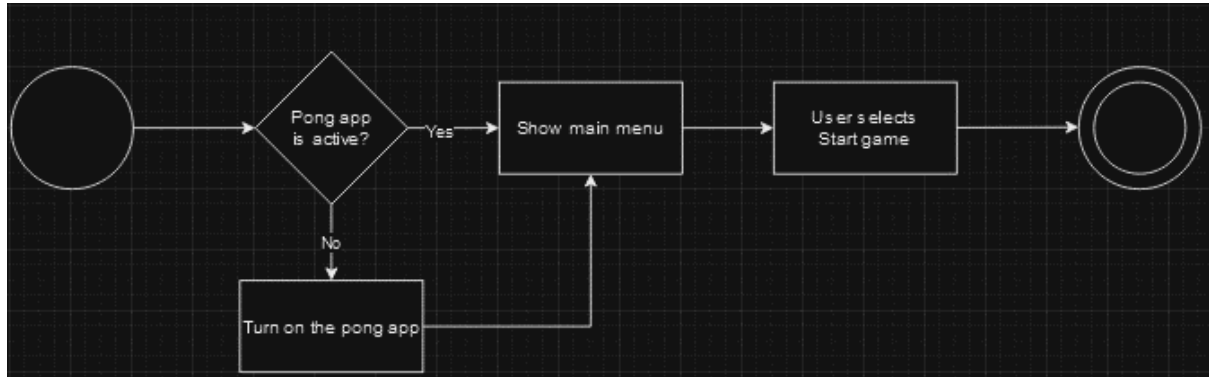 Pong app
is active?
Yes
Show main menu
User selects
Start game
No
Turn on the pong app